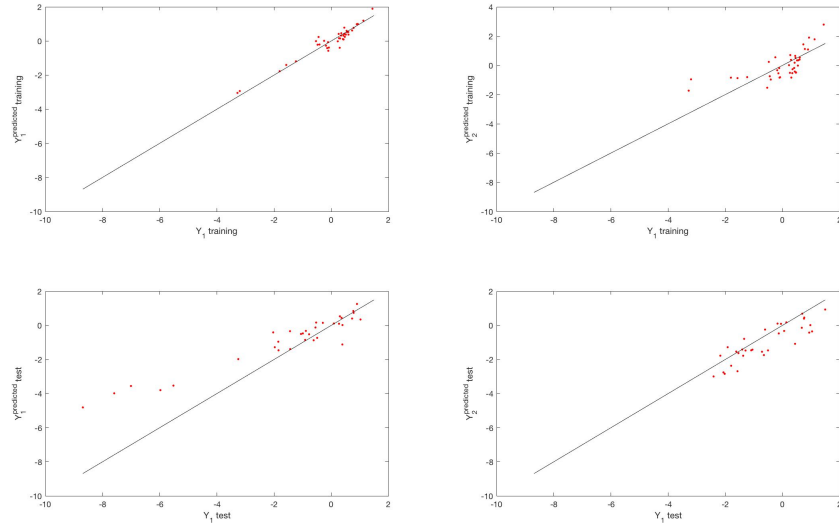 2
0
-2
-4
-6
-8
-10
-10 -8 -6 -4 -2 0 2
Y1 training
Y1predicted training
4
2
0
-2
-4
-6
-8
-10
-10 -8 -6 -4 -2 0 2
Y1 training
Y2predicted training
2
0
-2
-4
-6
-8
-10
-10 -8 -6 -4 -2 0 2
Y1 test
Y1predicted test
2
0
-2
-4
-6
-8
-10
-10 -8 -6 -4 -2 0 2
Y1 test
Y2predicted test